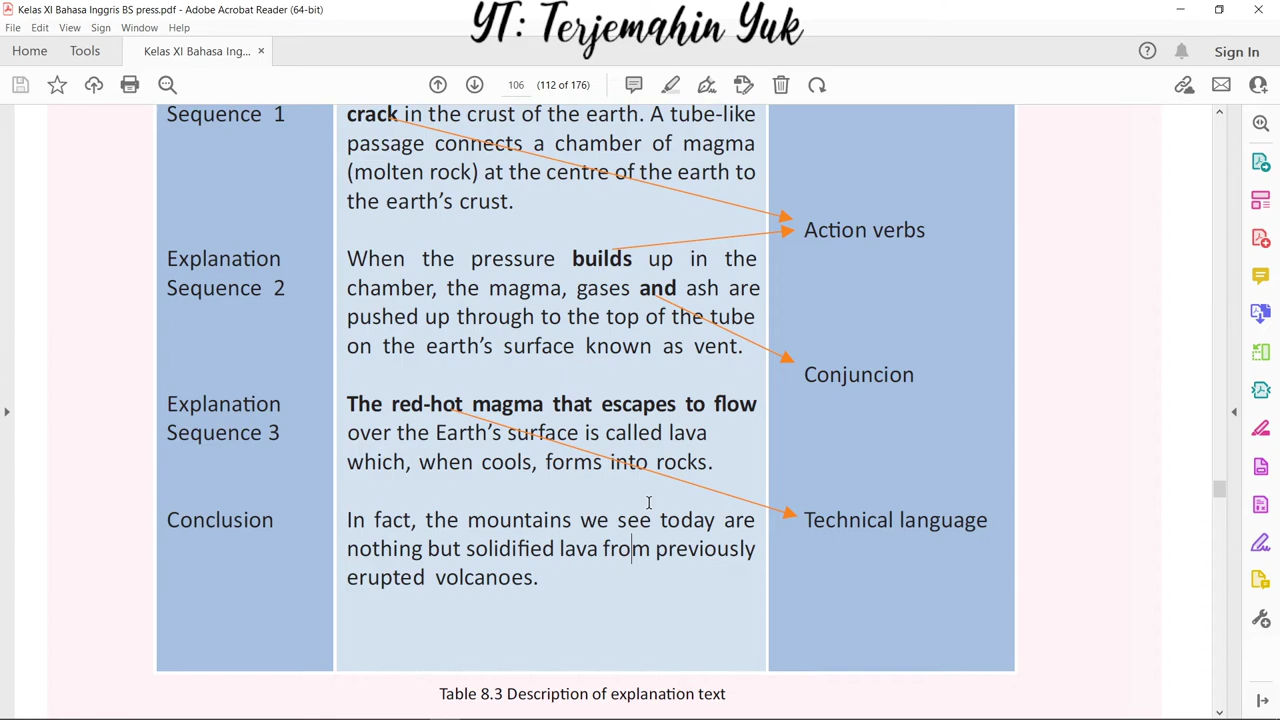 Kelas XI Bahasa Inggris BS press.pdf - Adobe Acrobat Reader (64-bit)
YT: Terjemahin Yuk
File Edit View Sign Window Help
Home Tools Kelas XI Bahasa Ing... × Sign In
106 (112 of 176)
Sequence 1
crack in the crust of the earth. A tube-like
passage connects a chamber of magma
(molten rock) at the centre of the earth to
the earth's crust.
Action verbs
Explanation
Sequence 2
When the pressure builds up in the
chamber, the magma, gases and ash are
pushed up through to the top of the tube
on the earth's surface known as vent.
Conjuncion
Explanation
Sequence 3
The red-hot magma that escapes to flow
over the Earth's surface is called lava
which, when cools, forms into rocks.
Technical language
Conclusion
In fact, the mountains we see today are
nothing but solidified lava from previously
erupted volcanoes.
Table 8.3 Description of explanation text